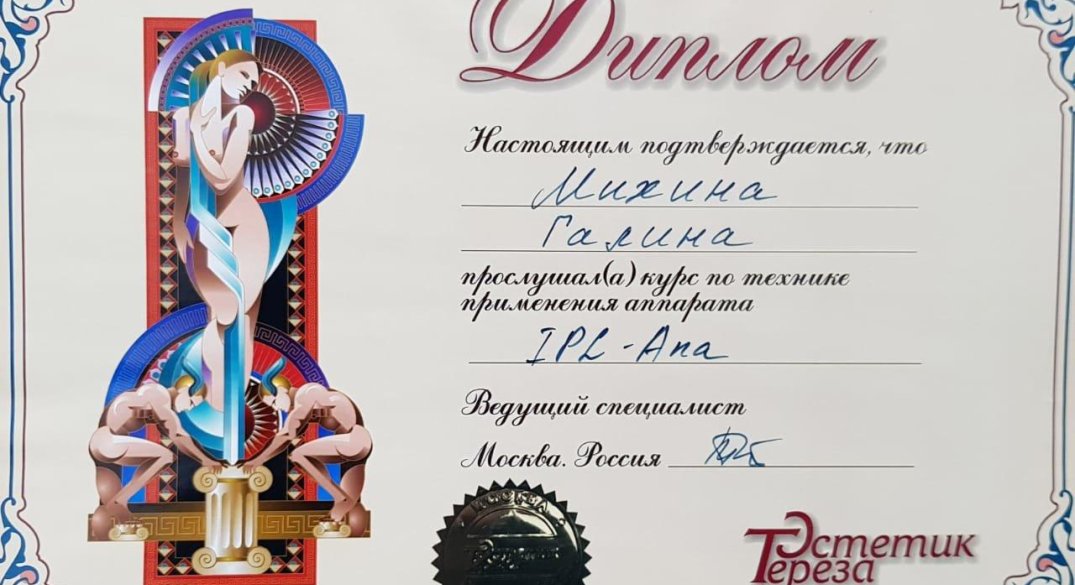 Диплом
Настоящим подтверждается, что
Михина
Галина
прослушал(а) курс по технике
применения аппарата
IPL - Ana
Ведущий специалист
Москва. Россия
МОСКВА
Эстетик
Тереза